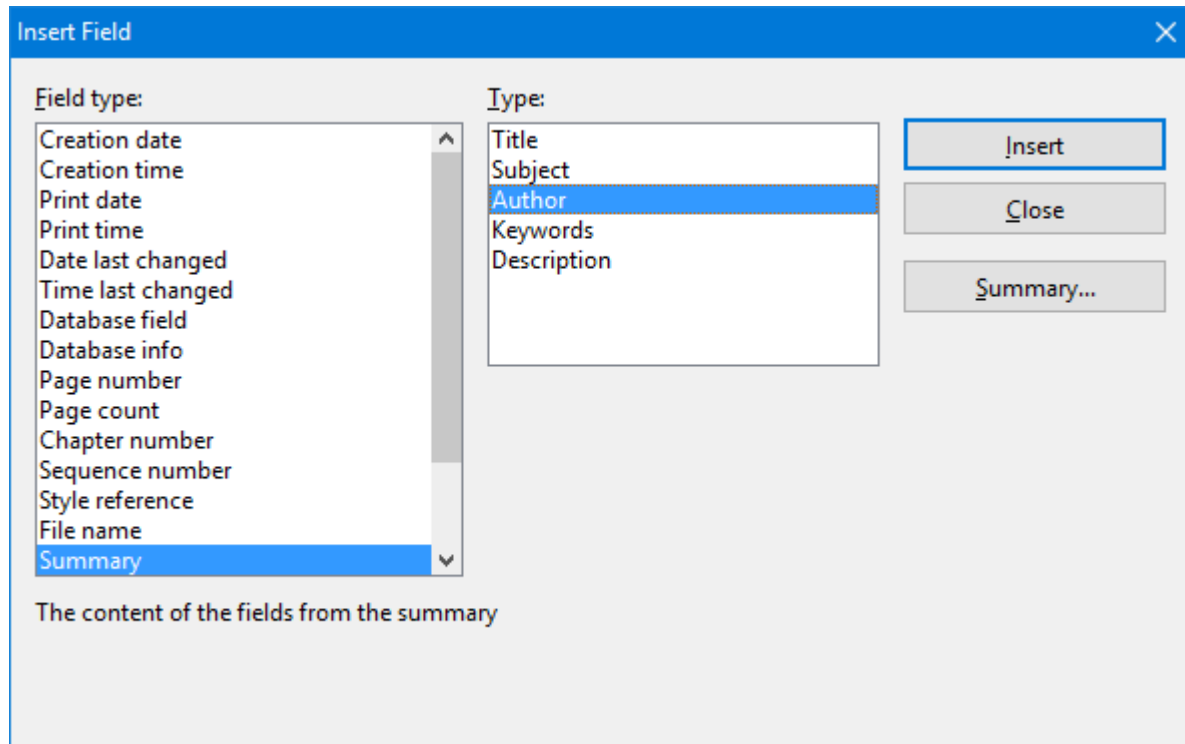 Insert Field
Field type:
Creation date
Creation time
Print date
Print time
Date last changed
Time last changed
Database field
Database info
Page number
Page count
Chapter number
Sequence number
Style reference
File name
Summary
The content of the fields from the summary
Type:
Title
Subject
Author
Keywords
Description
Insert
Close
Summary...